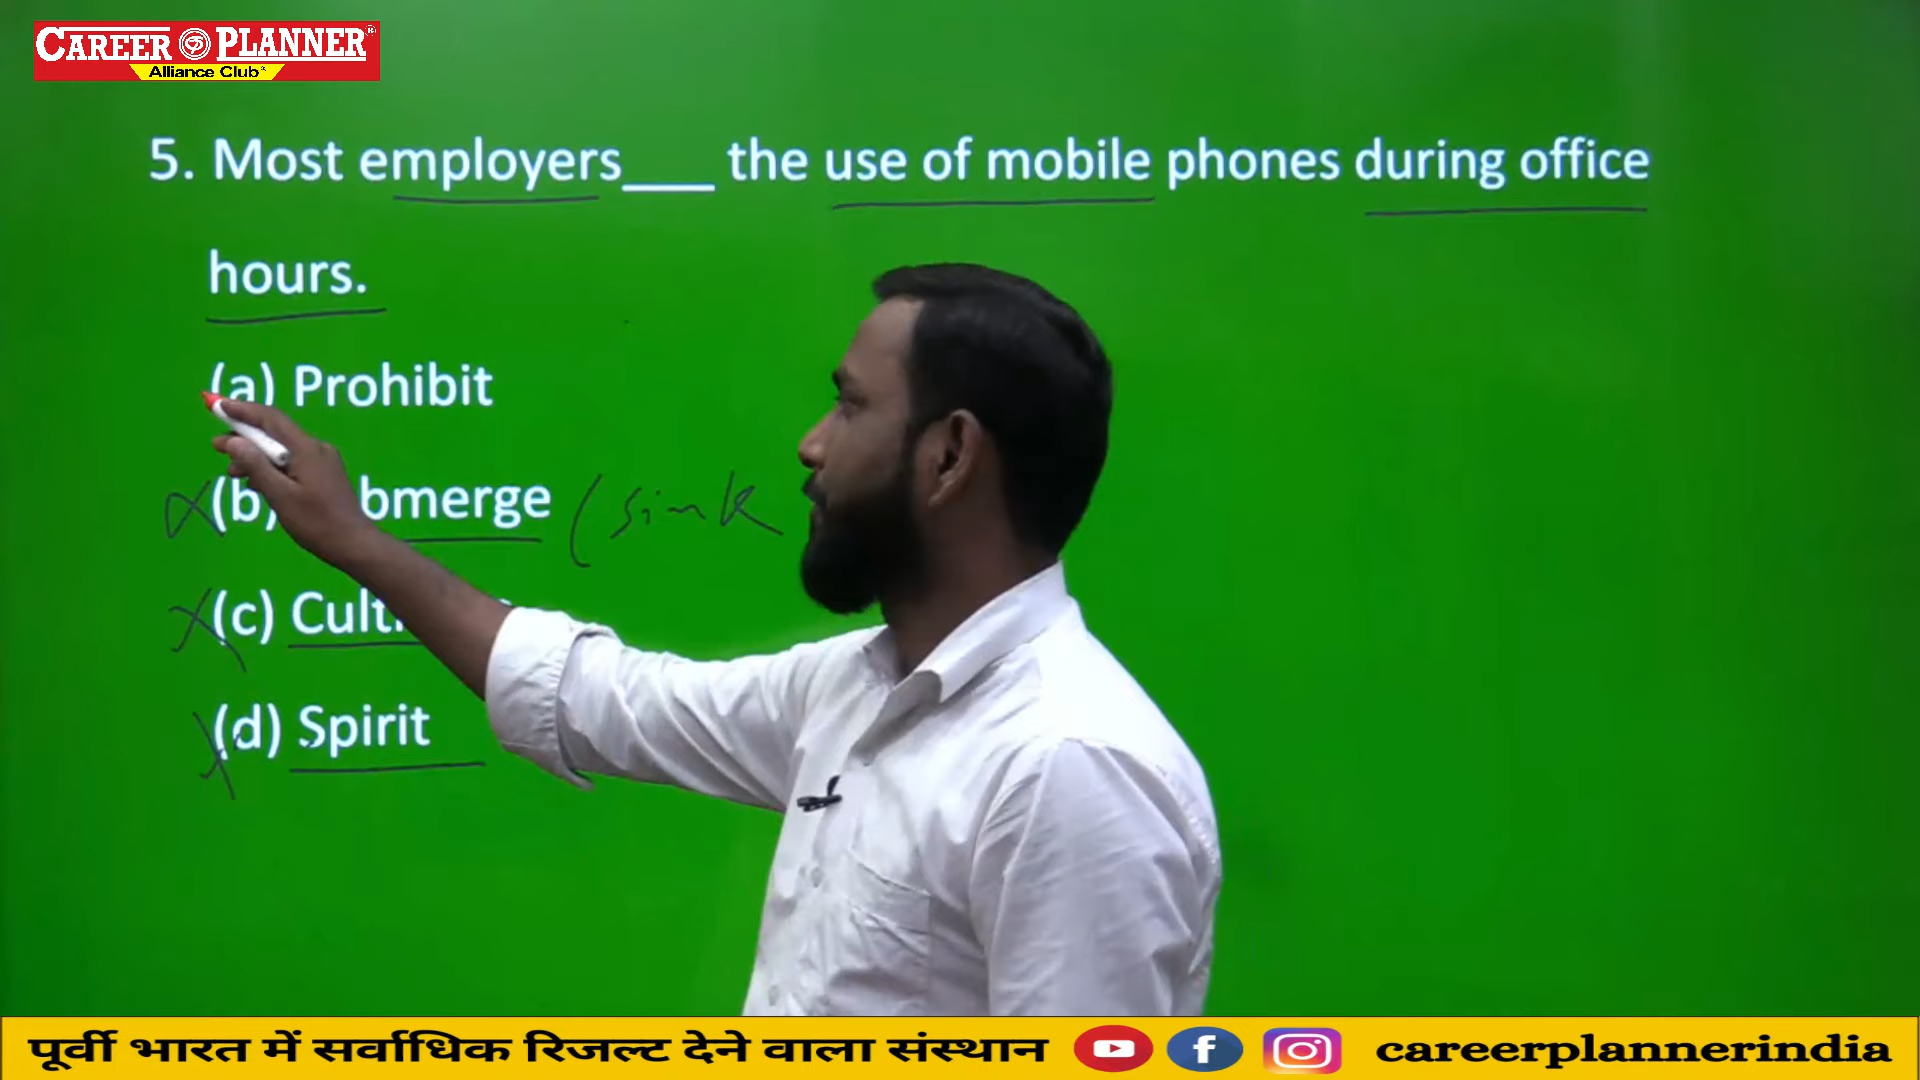 CAREER PLANNER®
Alliance Club
5. Most employers___ the use of mobile phones during office
hours.
(a) Prohibit
(b) bmerge (sink
(c) Cult
(d) Spirit
पूर्वी भारत में सर्वाधिक रिजल्ट देने वाला संस्थान careerplannerindia